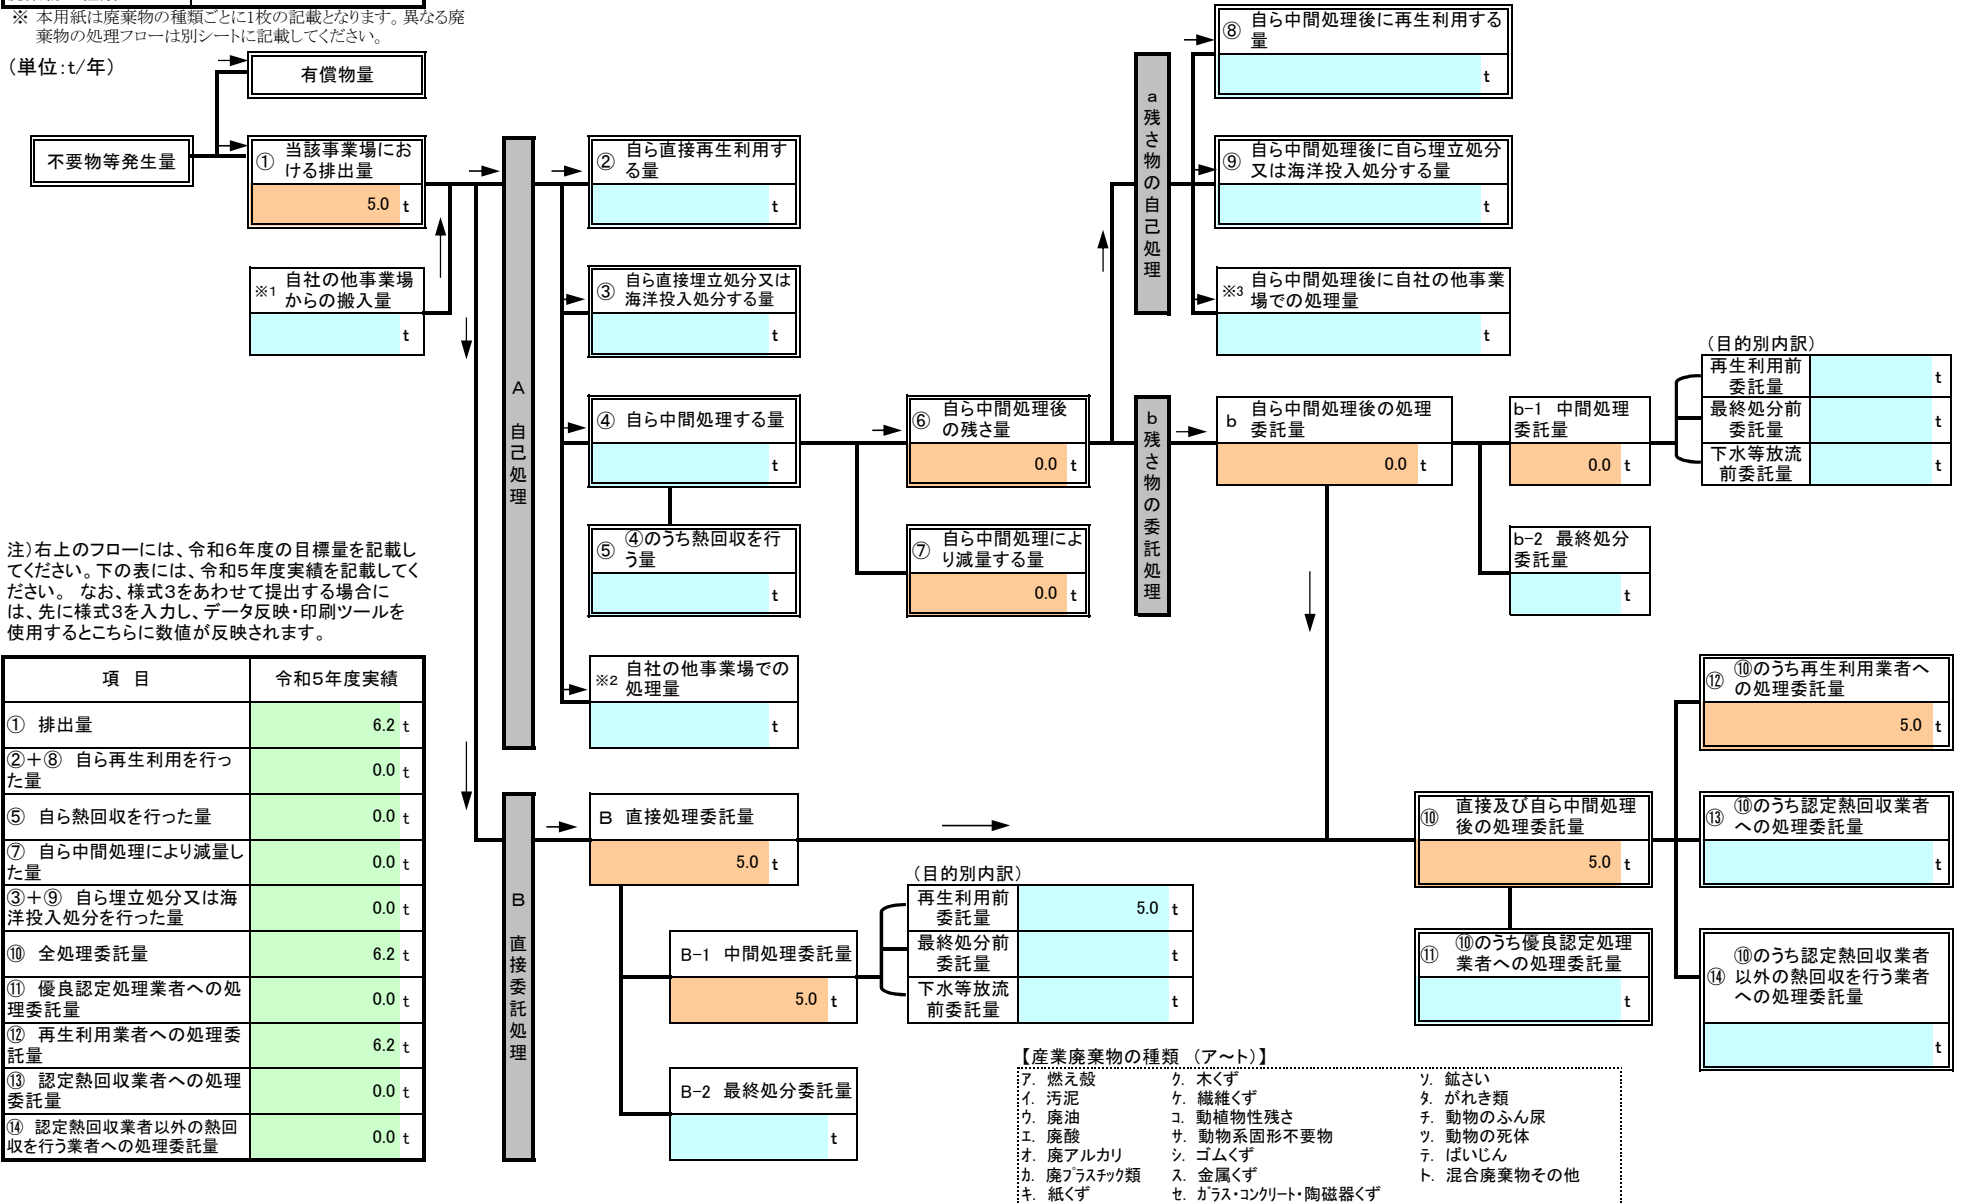 ※ 本用紙は廃棄物の種類ごとに1枚の記載となります。異なる廃
棄物の処理フローは別シートに記載してください。
(単位:t/年)
有償物量
不要物等発生量
① 当該事業場にお
ける排出量
5.0 t
※1 自社の他事業場
からの搬入量
t
A 自己処理
② 自ら直接再生利用す
る量
t
③ 自ら直接埋立処分又は
海洋投入処分する量
t
④ 自ら中間処理する量
t
⑤ ④のうち熱回収を行
う量
t
※2 自社の他事業場での
処理量
t
⑥ 自ら中間処理後
の残さ量
0.0 t
⑦ 自ら中間処理によ
り減量する量
0.0 t
a残さ物の自己処理
⑧ 自ら中間処理後に再生利用する
量
t
⑨ 自ら中間処理後に自ら埋立処分
又は海洋投入処分する量
t
※3 自ら中間処理後に自社の他事業
場での処理量
t
b残さ物の委託処理
b 自ら中間処理後の処理
委託量
0.0 t
b-1 中間処理
委託量
0.0 t
b-2 最終処分
委託量
t
(目的別内訳)
再生利用前
委託量
t
最終処分前
委託量
t
下水等放流
前委託量
t
注)右上のフローには、令和6年度の目標量を記載し
てください。下の表には、令和5年度実績を記載してく
ださい。 なお、様式3をあわせて提出する場合に
は、先に様式3を入力し、データ反映・印刷ツールを
使用するとこちらに数値が反映されます。
項 目 令和5年度実績
① 排出量 6.2 t
②+⑧ 自ら再生利用を行っ
た量 0.0 t
⑤ 自ら熱回収を行った量 0.0 t
⑦ 自ら中間処理により減量し
た量 0.0 t
③+⑨ 自ら埋立処分又は海
洋投入処分を行った量 0.0 t
⑩ 全処理委託量 6.2 t
⑪ 優良認定処理業者への処
理委託量 0.0 t
⑫ 再生利用業者への処理委
託量 6.2 t
⑬ 認定熱回収業者への処理
委託量 0.0 t
⑭ 認定熱回収業者以外の熱回
収を行う業者への処理委託量 0.0 t
B 直接委託処理
B 直接処理委託量
5.0 t
B-1 中間処理委託量
5.0 t
B-2 最終処分委託量
t
(目的別内訳)
再生利用前
委託量
5.0 t
最終処分前
委託量
下水等放流
前委託量
t
⑩ 直接及び自ら中間処理
後の処理委託量
5.0 t
⑪ ⑩のうち優良認定処理
業者への処理委託量
t
⑫ ⑩のうち再生利用業者へ
の処理委託量
5.0 t
⑬ ⑩のうち認定熱回収業者
への処理委託量
t
⑭ ⑩のうち認定熱回収業者
以外の熱回収を行う業者
への処理委託量
t
【産業廃棄物の種類 (ア~ト)】
ア. 燃え殻 ク. 木くず ソ. 鉱さい
イ. 汚泥 ケ. 繊維くず タ. がれき類
ウ. 廃油 コ. 動植物性残さ チ. 動物のふん尿
エ. 廃酸 サ. 動物系固形不要物 ツ. 動物の死体
オ. 廃アルカリ シ. ゴムくず テ. ばいじん
カ. 廃プラスチック類 ス. 金属くず ト. 混合廃棄物その他
キ. 紙くず セ. ガラス・コンクリート・陶磁器くず